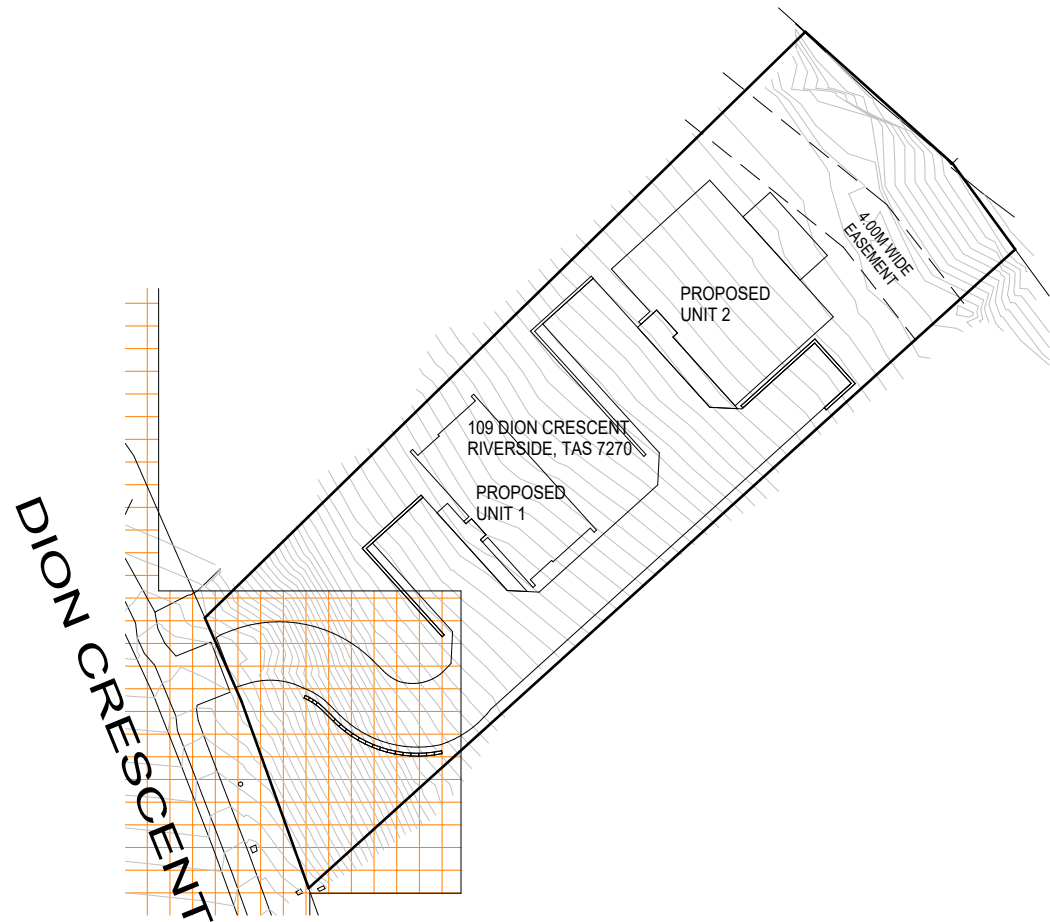 4.00M WIDE
EASEMENT
PROPOSED
UNIT 2
109 DION CRESCENT
RIVERSIDE, TAS 7270
PROPOSED
UNIT 1
DION CRESCENT